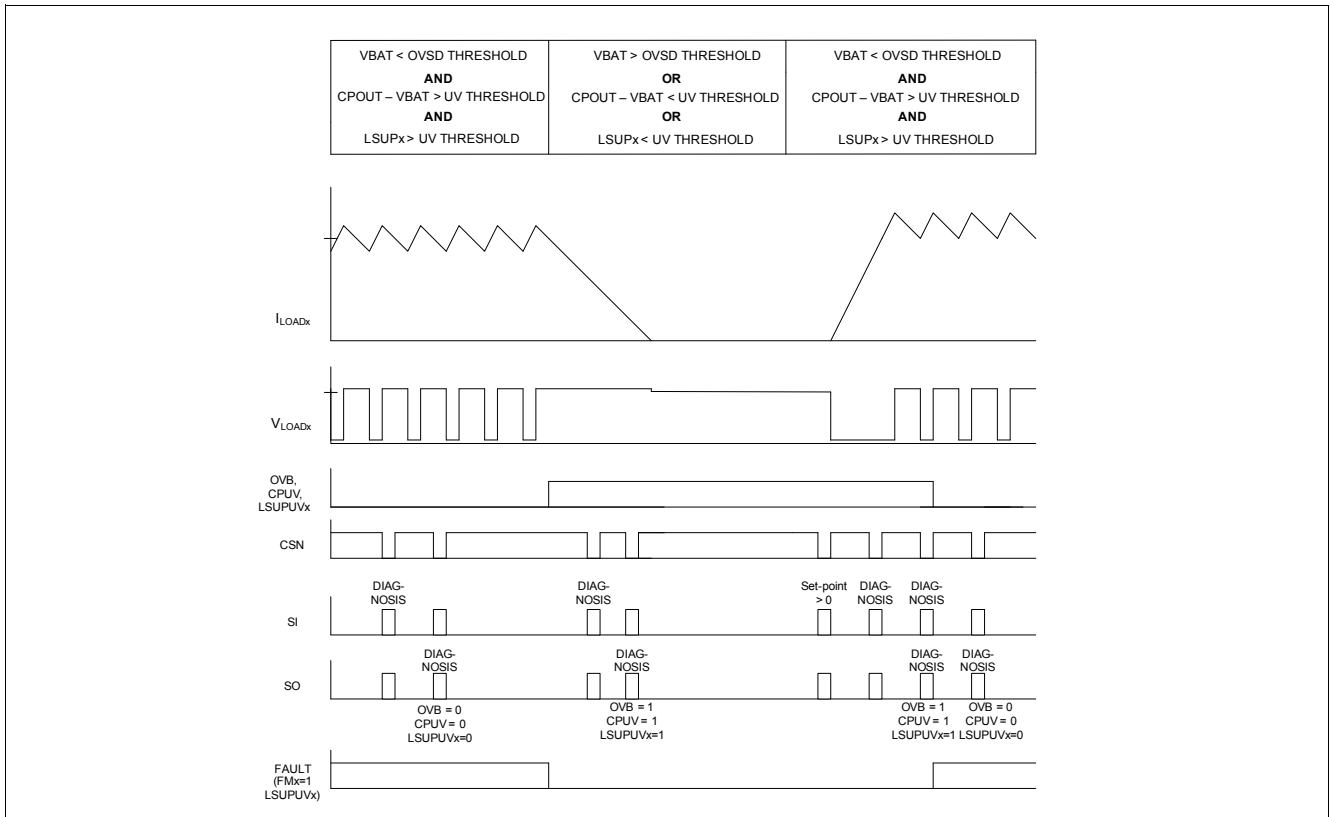 VBAT < OVSD THRESHOLD
AND
CPOUT – VBAT > UV THRESHOLD
AND
LSUPx > UV THRESHOLD
VBAT > OVSD THRESHOLD
OR
CPOUT – VBAT < UV THRESHOLD
OR
LSUPx < UV THRESHOLD
VBAT < OVSD THRESHOLD
AND
CPOUT – VBAT > UV THRESHOLD
AND
LSUPx > UV THRESHOLD
ILOADx
VLOADx
OVB,
CPUV,
LSUPUVx
CSN
DIAG-
NOSIS
DIAG-
NOSIS
Set-point
> 0
DIAG-
NOSIS
DIAG-
NOSIS
SI
DIAG-
NOSIS
DIAG-
NOSIS
DIAG-
NOSIS
DIAG-
NOSIS
SO
OVB = 0
CPUV = 0
LSUPUVx=0
OVB = 1
CPUV = 1
LSUPUVx=1
OVB = 1
CPUV = 1
LSUPUVx=1
OVB = 0
CPUV = 0
LSUPUVx=0
FAULT
(FMx=1
LSUPUVx)